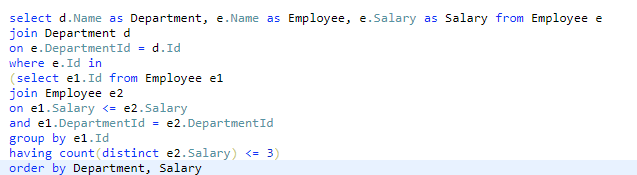 select d.Name as Department, e.Name as Employee, e.Salary as Salary from Employee e
join Department d
on e.DepartmentId = d.Id
where e.Id in
(select e1.Id from Employee e1
join Employee e2
on e1.Salary <= e2.Salary
and e1.DepartmentId = e2.DepartmentId
group by e1.Id
having count(distinct e2.Salary) <= 3)
order by Department, Salary